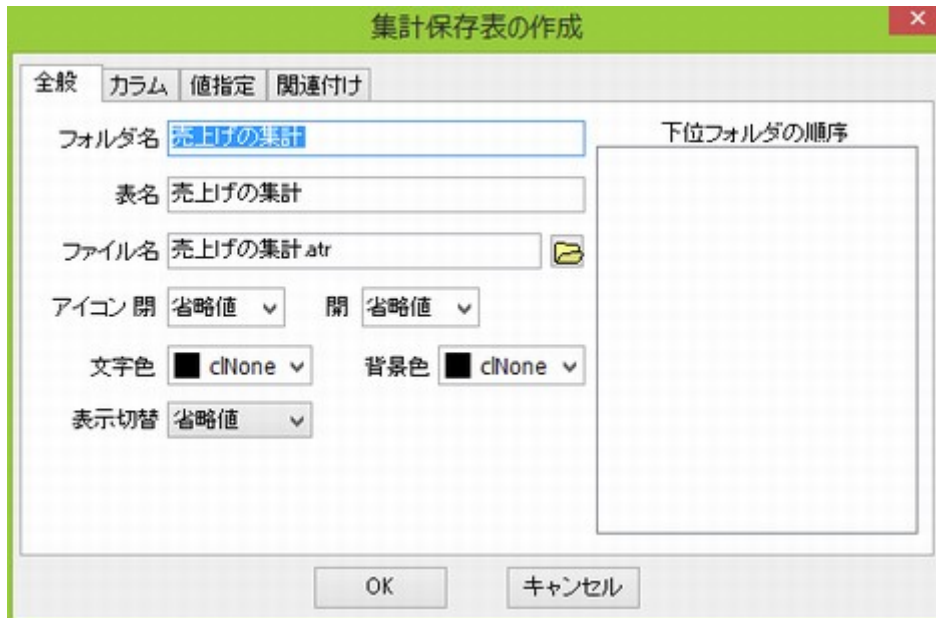 集計保存表の作成
全般 カラム 値指定 関連付け
フォルダ名 売上げの集計
下位フォルダの順序
表名 売上げの集計
ファイル名 売上げの集計.atr
アイコン 閉 省略値 開 省略値
文字色 clNone 背景色 clNone
表示切替 省略値
OK キャンセル